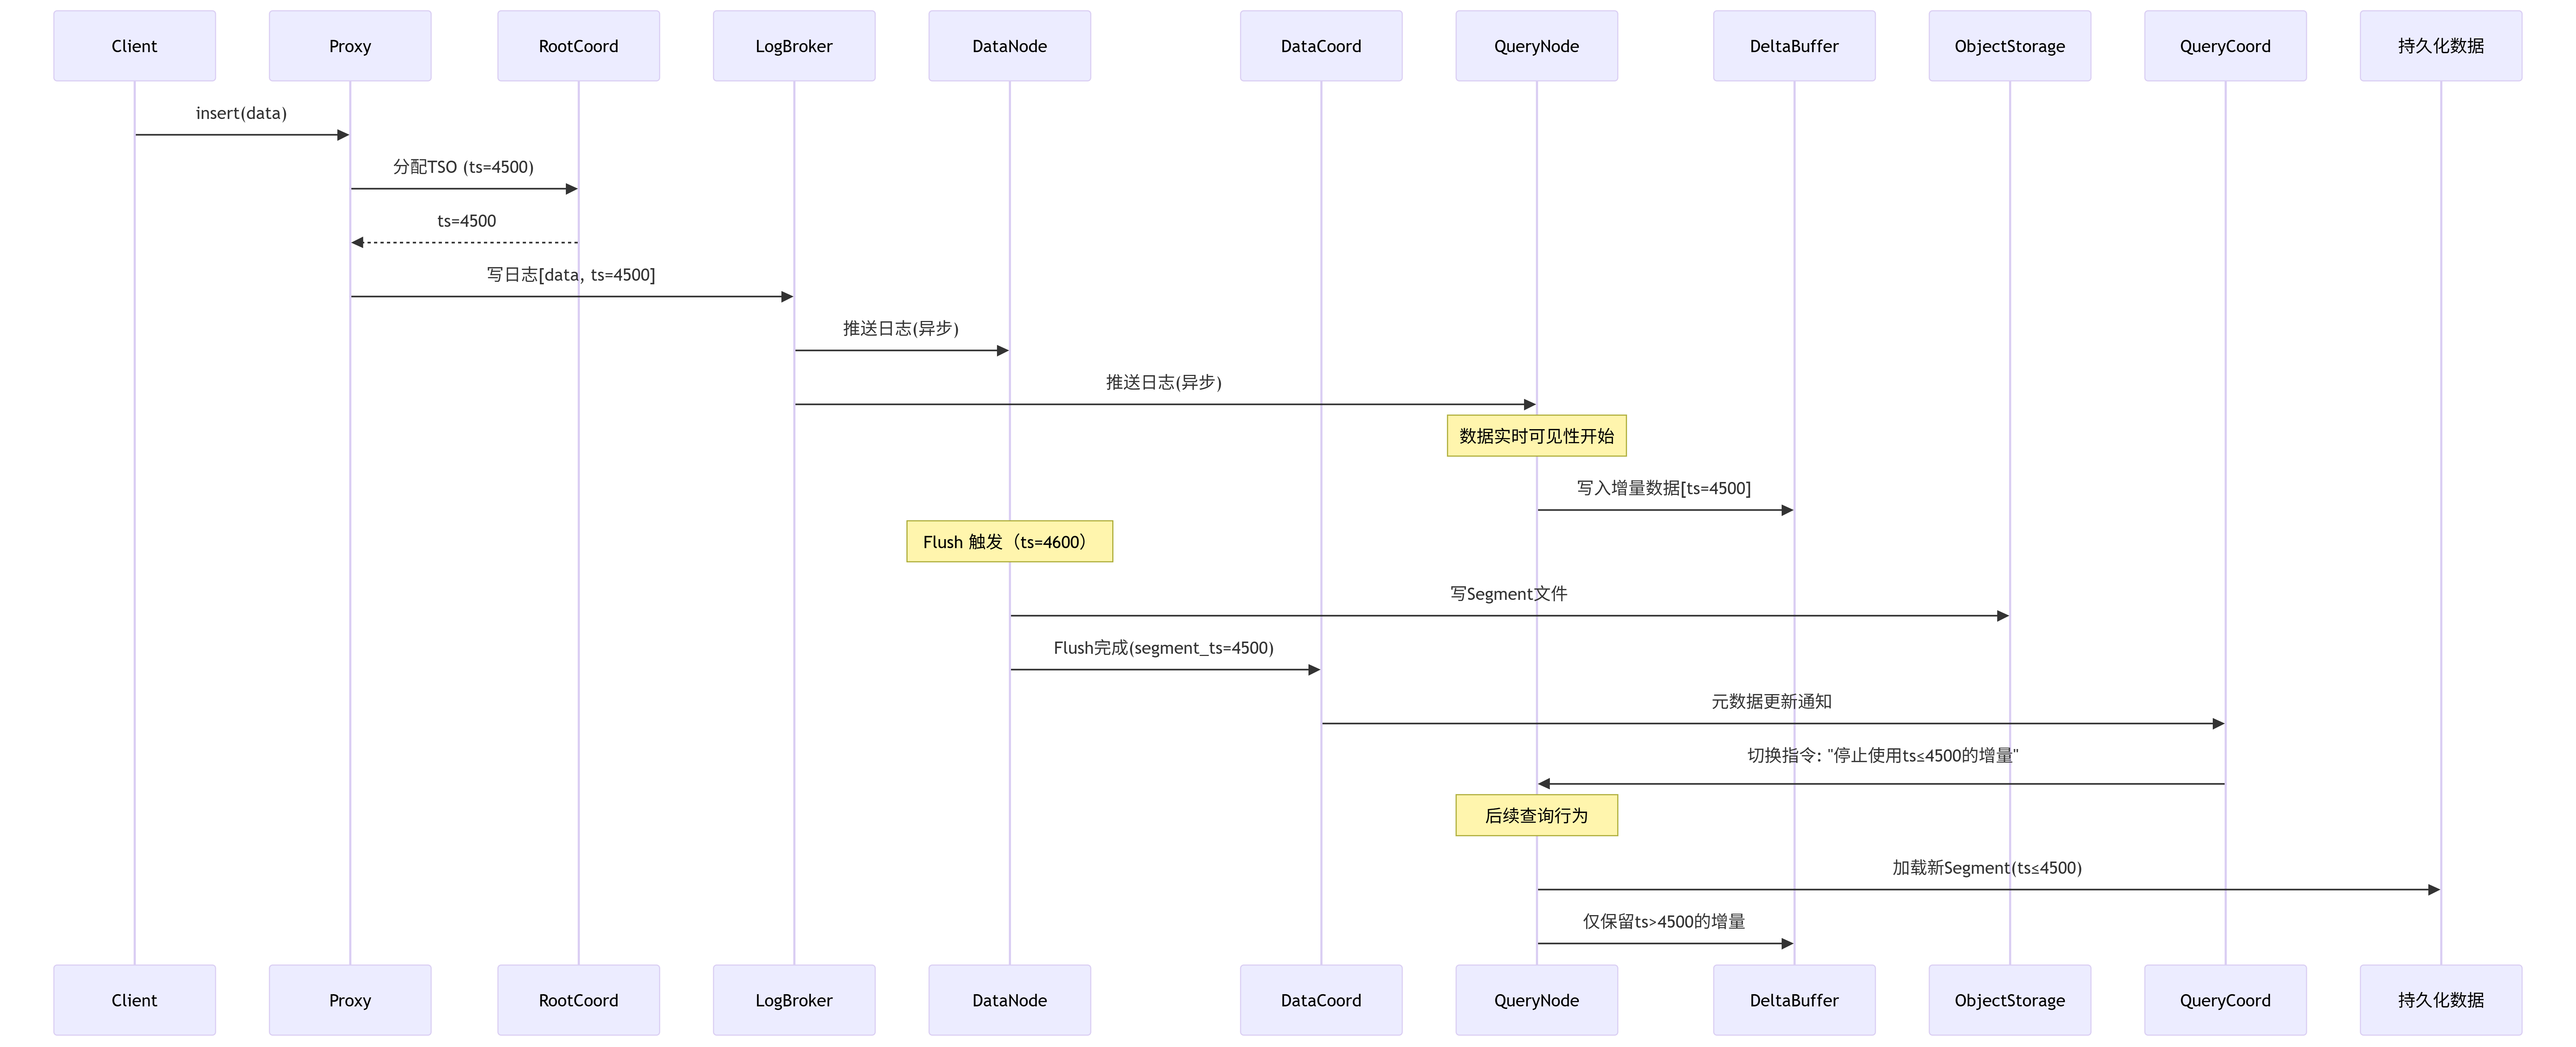 Client
Proxy
RootCoord
LogBroker
DataNode
DataCoord
QueryNode
DeltaBuffer
ObjectStorage
QueryCoord
持久化数据
insert(data)
分配TSO (ts=4500)
ts=4500
写日志[data, ts=4500]
推送日志(异步)
推送日志(异步)
数据实时可见性开始
写入增量数据[ts=4500]
Flush 触发（ts=4600）
写Segment文件
Flush完成(segment_ts=4500)
元数据更新通知
切换指令: "停止使用ts≤4500的增量"
后续查询行为
加载新Segment(ts≤4500)
仅保留ts>4500的增量
Client
Proxy
RootCoord
LogBroker
DataNode
DataCoord
QueryNode
DeltaBuffer
ObjectStorage
QueryCoord
持久化数据